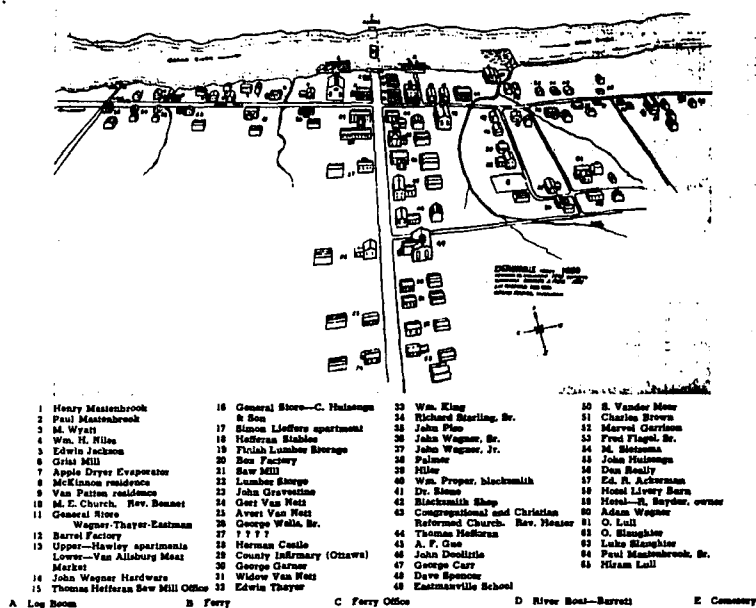 GRAND RIVER
GRAND RIVER
EASTMANVILLE
1 Henry Mastenbrook
2 Paul Mastenbrook
3 M. Wyatt
4 Wm. H. Niles
5 Edwin Jackson
6 Grist Mill
7 Apple Dryer Evaporator
8 McKinnon residence
9 Van Patten residence
10 M. E. Church. Rev. Bennet
11 General Store
Wagner-Thayer-Eastman
12 Barrel Factory
13 Upper—Hawley apartments
Lower—Van Allsburg Meat
Market
14 John Wagner Hardware
15 Thomas Hefferan Saw Mill Office
16 General Store—C. Huizenga
& Son
17 Simon Lieffers apartment
18 Hefferan Stables
19 Finish Lumber Storage
20 Box Factory
21 Saw Mill
22 Lumber Storge
23 John Gravestine
24 Gert Van Nett
25 Avert Van Nett
26 George Wells, Sr.
27 ? ? ? ?
28 Herman Castle
29 County Infirmary (Ottawa)
30 George Garner
31 Widow Van Nett
32 Edwin Thayer
33 Wm. King
34 Richard Starling, Sr.
35 John Ploo
36 John Wagner, Sr.
37 John Wagner, Jr.
38 Palmer
39 Hiler
40 Wm. Proper, blacksmith
41 Dr. Stone
42 Blacksmith Shop
43 Congregational and Christian
Reformed Church. Rev. Hester
44 Thomas Hefferan
45 A. F. Gue
46 John Doolittle
47 George Carr
48 Dave Spencer
49 Eastmanville School
50 S. Vander Meer
51 Charles Brown
52 Marvel Garrison
53 Fred Flagel, Sr.
54 M. Sietsema
55 John Huizenga
56 Dan Realy
57 Ed. R. Ackerman
58 Hotel Livery Barn
59 Hotel—R. Snyder, owner
60 Adam Wagner
61 O. Lull
62 O. Slaughter
63 Luke Slaughter
64 Paul Mastenbrook, Sr.
65 Hiram Lull
A Log Boom B Ferry C Ferry Office D River Boat—Barrett E Cemetery